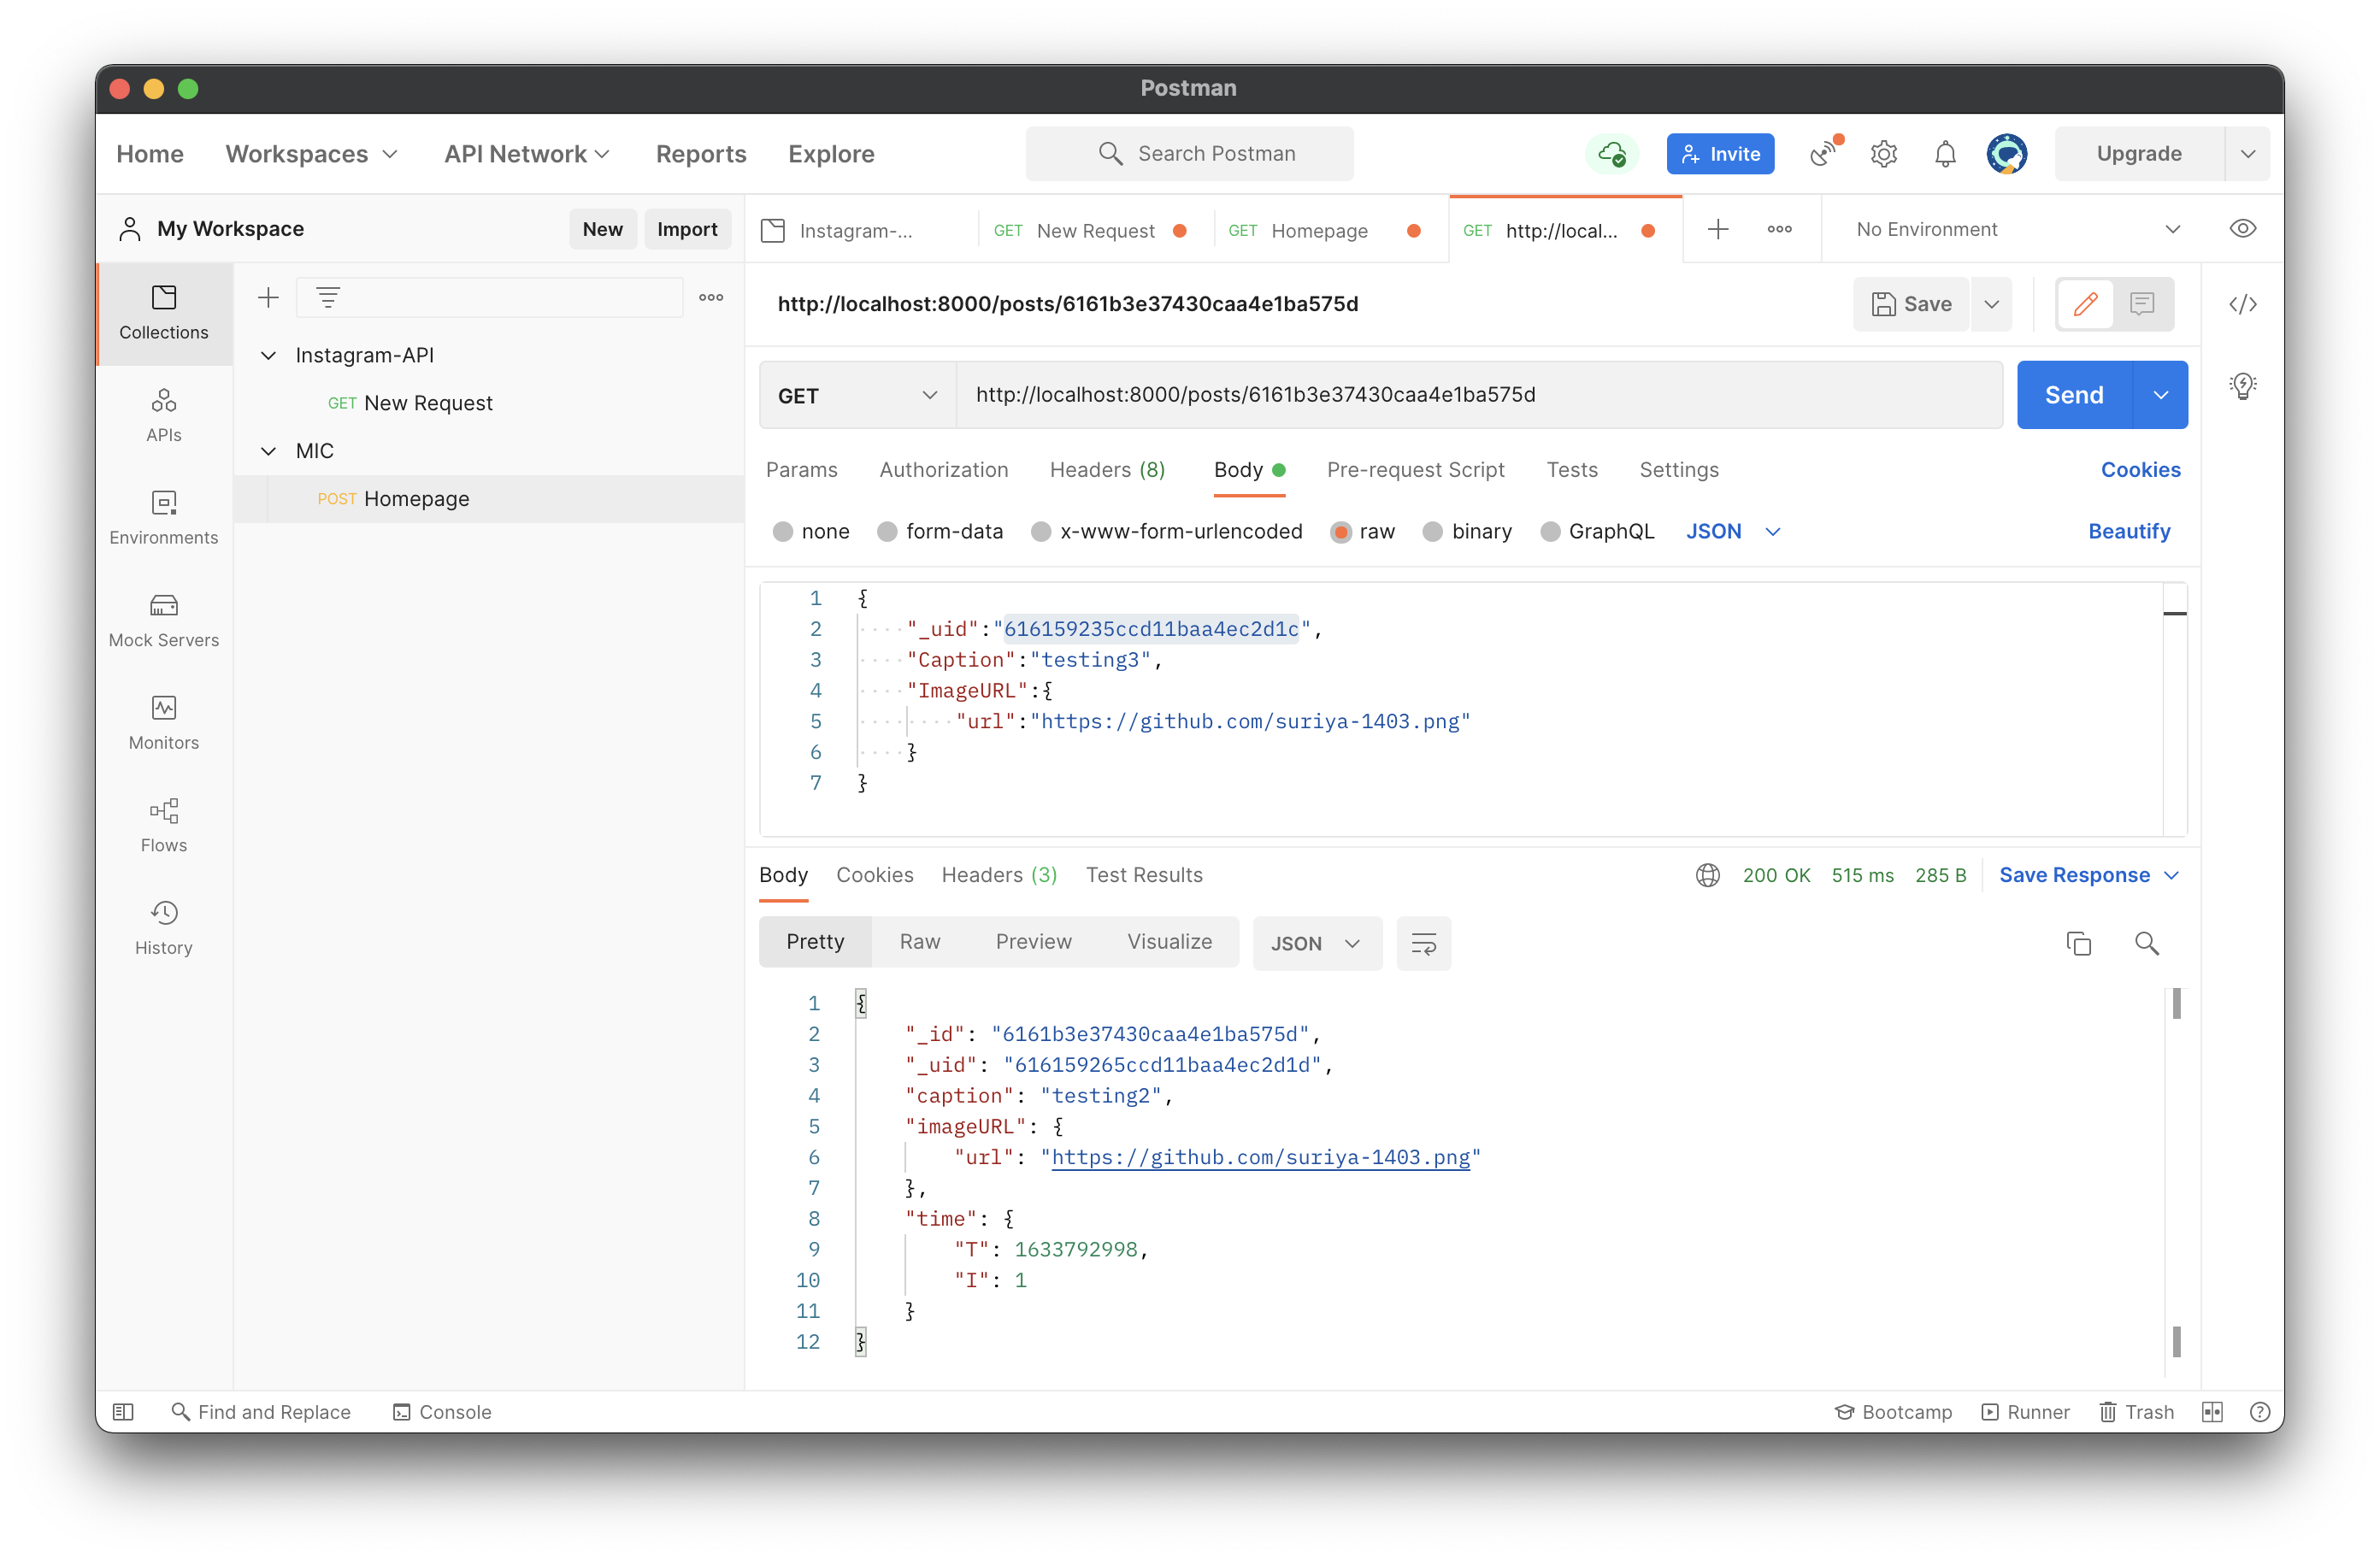 Postman
Home Workspaces API Network Reports Explore Search Postman Invite Upgrade
My Workspace New Import
Instagram-... GET New Request GET Homepage GET http://local... No Environment
Collections
APIs
Environments
Mock Servers
Monitors
Flows
History
Instagram-API
GET New Request
MIC
POST Homepage
http://localhost:8000/posts/6161b3e37430caa4e1ba575d Save
GET http://localhost:8000/posts/6161b3e37430caa4e1ba575d Send
Params Authorization Headers (8) Body Pre-request Script Tests Settings Cookies
none form-data x-www-form-urlencoded raw binary GraphQL JSON Beautify
1 {
2 "_uid":"616159235ccd11baa4ec2d1c",
3 "Caption":"testing3",
4 "ImageURL":{
5 "url":"https://github.com/suriya-1403.png"
6 }
7 }
Body Cookies Headers (3) Test Results 200 OK 515 ms 285 B Save Response
Pretty Raw Preview Visualize JSON
1 {
2 "_id": "6161b3e37430caa4e1ba575d",
3 "_uid": "616159265ccd11baa4ec2d1d",
4 "caption": "testing2",
5 "imageURL": {
6 "url": "https://github.com/suriya-1403.png"
7 },
8 "time": {
9 "T": 1633792998,
10 "I": 1
11 }
12 }
Find and Replace Console Bootcamp Runner Trash